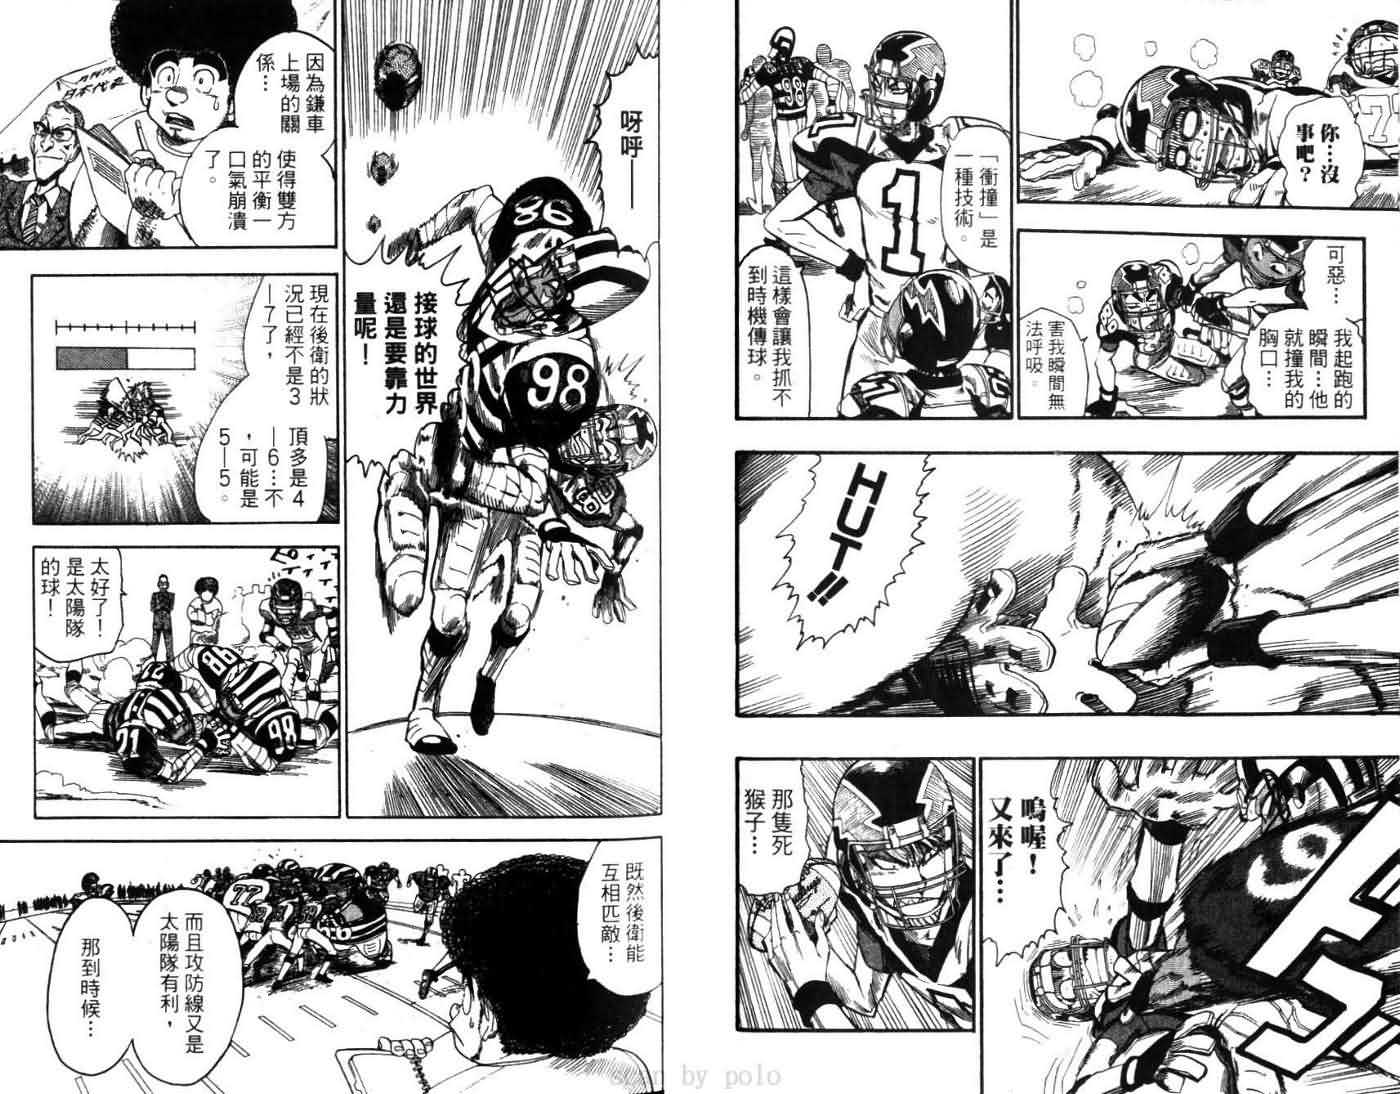 你…沒
事吧？
可惡…
我起跑的
瞬間…他
就撞我的
胸口…
害我瞬間無
法呼吸。
「衝撞」是
一種技術。
這樣會讓我抓不
到時機傳球。
98
1
HUT!!
嗚喔！
又來了…
那隻死
猴子…
呀呼——
86
98
接球的世界
還是要靠力
量呢！
因為鎌車
上場的關
係…
使得雙方
的平衡一
口氣崩潰
了。
現在後衛的狀
況已經不是3
—7了，
頂多是4
—6…不
，可能是
5—5。
太好了！
是太陽隊
的球！
21
98
86
77
既然後衛能
互相匹敵…
而且攻防線又是
太陽隊有利，
那到時候…
scan by polo